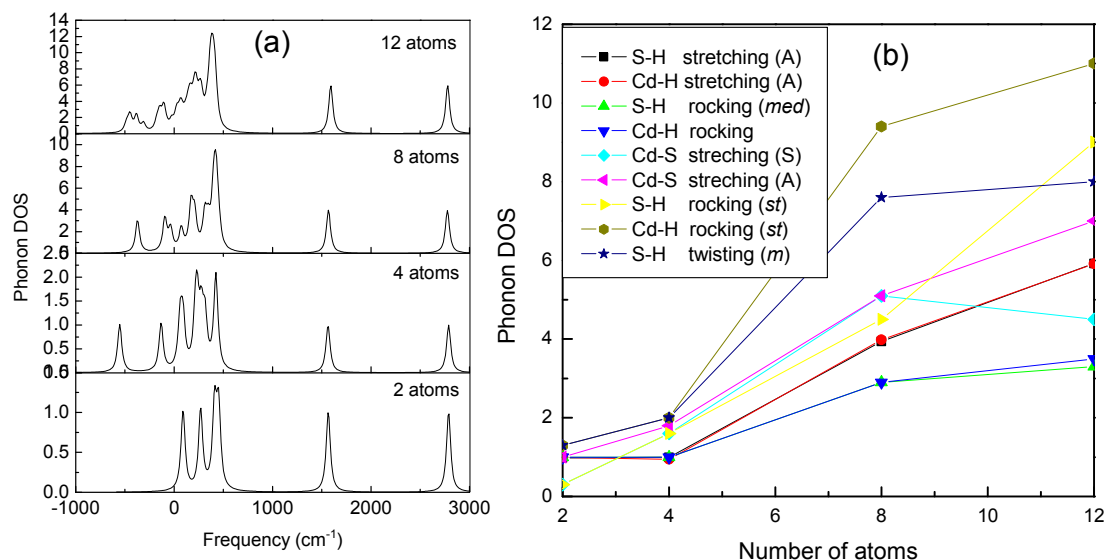 (a)
12 atoms
14
12
10
8
6
4
2
0
8 atoms
10
8
6
4
2
0
4 atoms
2.5
2.0
1.5
1.0
0.5
0.0
2 atoms
1.5
1.0
0.5
0.0
Phonon DOS
-1000 0 1000 2000 3000
Frequency (cm-1)
(b)
12
10
8
6
4
2
0
S-H stretching (A)
Cd-H stretching (A)
S-H rocking (med)
Cd-H rocking
Cd-S streching (S)
Cd-S streching (A)
S-H rocking (st)
Cd-H rocking (st)
S-H twisting (m)
Phonon DOS
2 4 6 8 10 12
Number of atoms